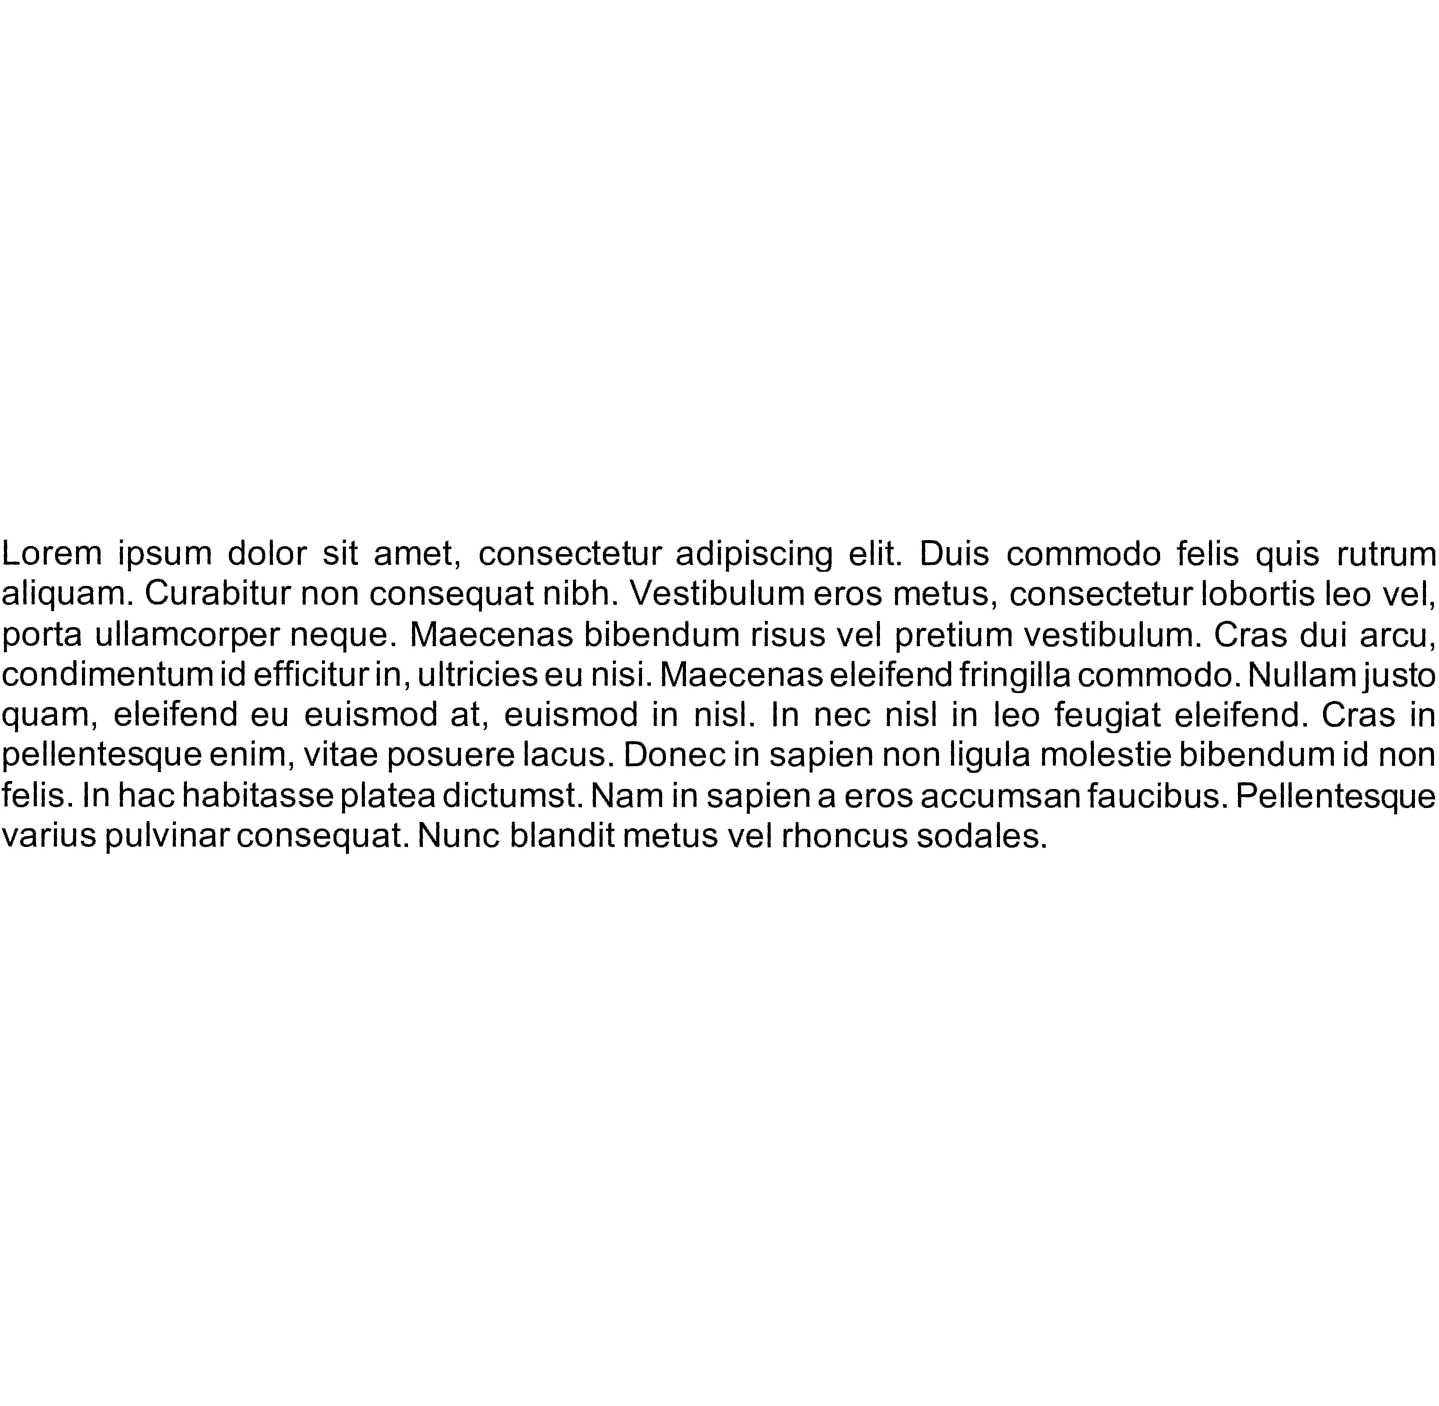 Lorem ipsum dolor sit amet, consectetur adipiscing elit. Duis commodo felis quis rutrum
aliquam. Curabitur non consequat nibh. Vestibulum eros metus, consectetur lobortis leo vel,
porta ullamcorper neque. Maecenas bibendum risus vel pretium vestibulum. Cras dui arcu,
condimentum id efficitur in, ultricies eu nisi. Maecenas eleifend fringilla commodo. Nullam justo
quam, eleifend eu euismod at, euismod in nisl. In nec nisl in leo feugiat eleifend. Cras in
pellentesque enim, vitae posuere lacus. Donec in sapien non ligula molestie bibendum id non
felis. In hac habitasse platea dictumst. Nam in sapien a eros accumsan faucibus. Pellentesque
varius pulvinar consequat. Nunc blandit metus vel rhoncus sodales.